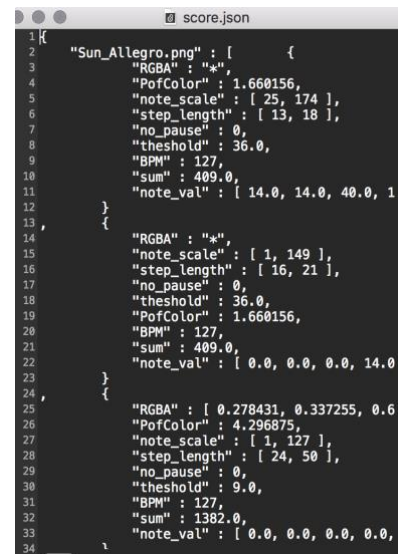 score.json
1 {
2 "Sun_Allegro.png" : [ {
3 "RGBA" : "*",
4 "PofColor" : 1.660156,
5 "note_scale" : [ 25, 174 ],
6 "step_length" : [ 13, 18 ],
7 "no_pause" : 0,
8 "theshold" : 36.0,
9 "BPM" : 127,
10 "sum" : 409.0,
11 "note_val" : [ 14.0, 14.0, 40.0, 1
12 }
13 , {
14 "RGBA" : "*",
15 "note_scale" : [ 1, 149 ],
16 "step_length" : [ 16, 21 ],
17 "no_pause" : 0,
18 "theshold" : 36.0,
19 "PofColor" : 1.660156,
20 "BPM" : 127,
21 "sum" : 409.0,
22 "note_val" : [ 0.0, 0.0, 0.0, 14.0
23 }
24 , {
25 "RGBA" : [ 0.278431, 0.337255, 0.6
26 "PofColor" : 4.296875,
27 "note_scale" : [ 1, 127 ],
28 "step_length" : [ 24, 50 ],
29 "no_pause" : 0,
30 "theshold" : 9.0,
31 "BPM" : 127,
32 "sum" : 1382.0,
33 "note_val" : [ 0.0, 0.0, 0.0, 0.0,
34 }